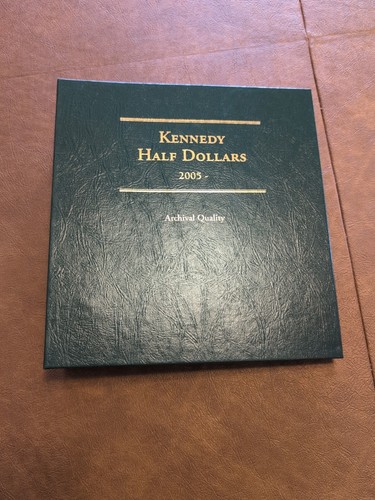 KENNEDY
HALF DOLLARS
2005 -
Archival Quality